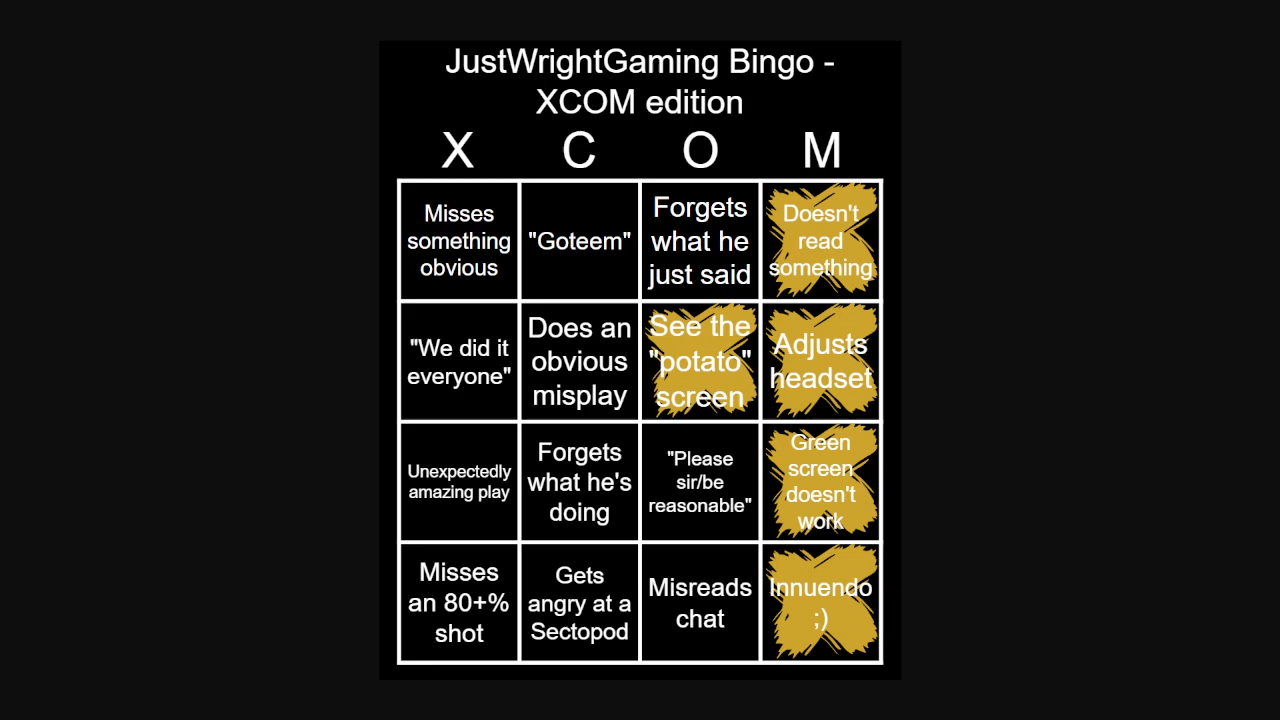 JustWrightGaming Bingo -
XCOM edition
X C O M
Misses
something
obvious
"Goteem"
Forgets
what he
just said
Doesn't
read
something
"We did it
everyone"
Does an
obvious
misplay
See the
"potato"
screen
Adjusts
headset
Unexpectedly
amazing play
Forgets
what he's
doing
"Please
sir/be
reasonable"
Green
screen
doesn't
work
Misses
an 80+%
shot
Gets
angry at a
Sectopod
Misreads
chat
Innuendo
;)